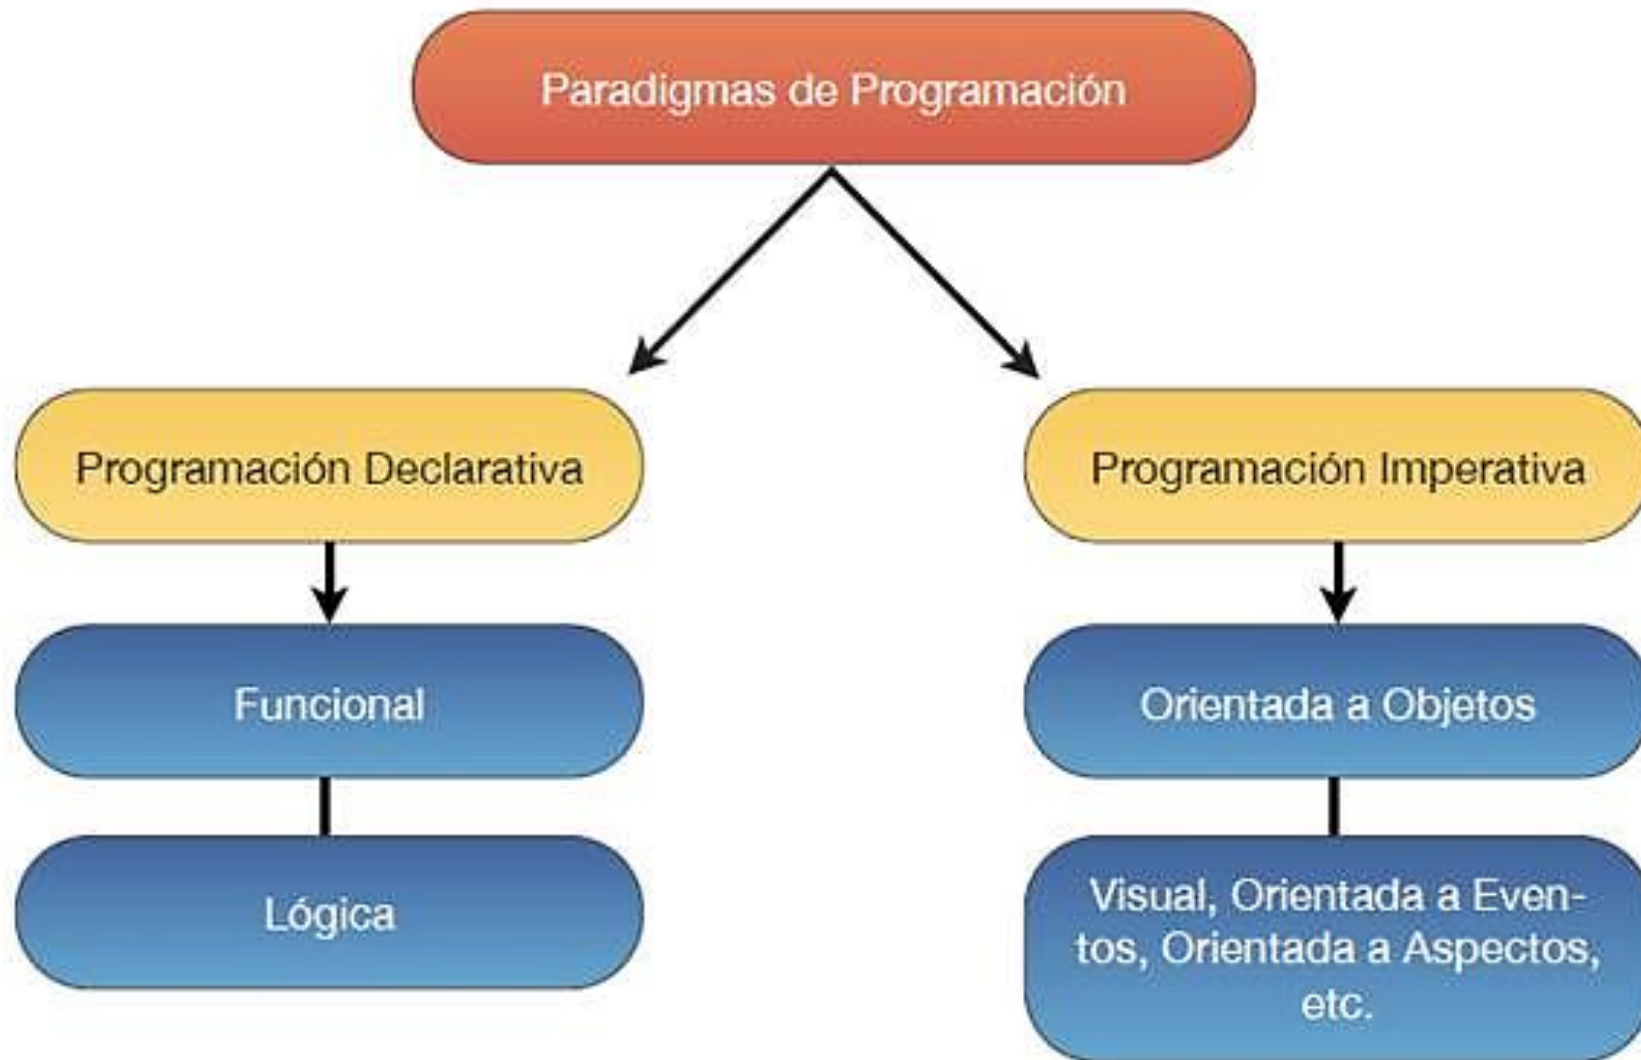 Paradigmas de Programación
Programación Declarativa
Programación Imperativa
Funcional
Orientada a Objetos
Lógica
Visual, Orientada a Even-
tos, Orientada a Aspectos,
etc.